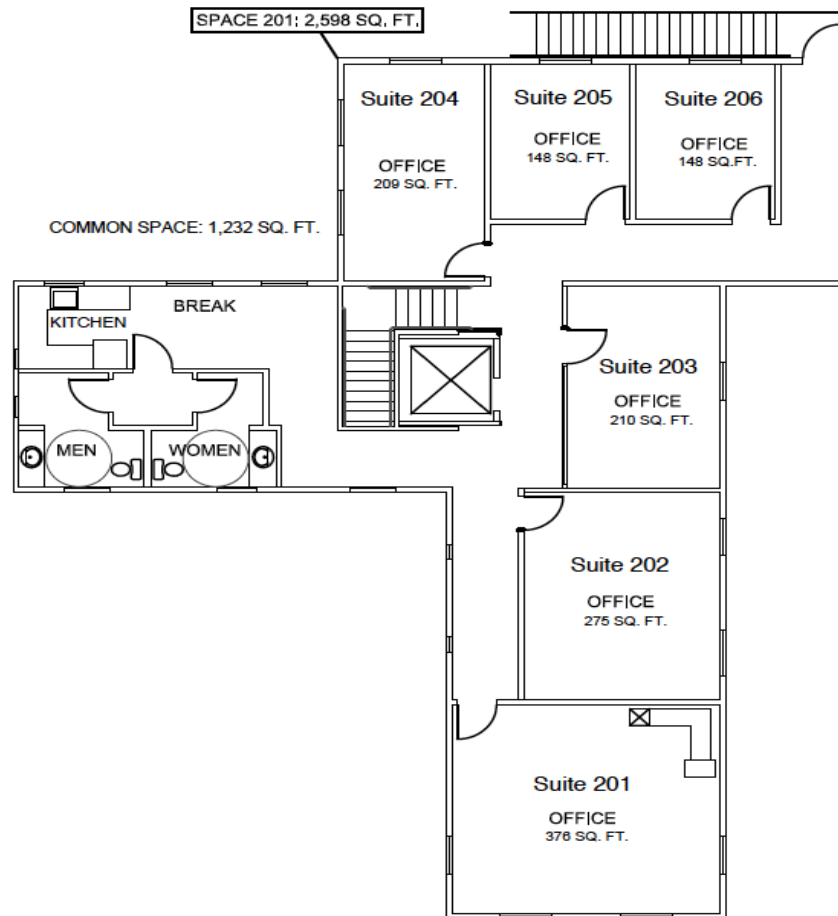 SPACE 201: 2,598 SQ. FT.
Suite 204
OFFICE
209 SQ. FT.
Suite 205
OFFICE
148 SQ. FT.
Suite 206
OFFICE
148 SQ.FT.
COMMON SPACE: 1,232 SQ. FT.
KITCHEN
BREAK
MEN
WOMEN
Suite 203
OFFICE
210 SQ. FT.
Suite 202
OFFICE
275 SQ. FT.
Suite 201
OFFICE
376 SQ. FT.